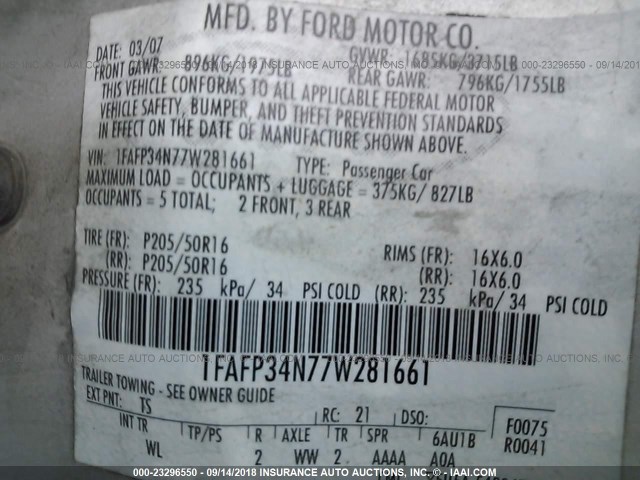 MFD. BY FORD MOTOR CO.
DATE: 03/07 GVWR: 1685KG/3715LB
FRONT GAWR: 896KG/1975LB REAR GAWR: 796KG/1755LB
THIS VEHICLE CONFORMS TO ALL APPLICABLE FEDERAL MOTOR
VEHICLE SAFETY, BUMPER, AND THEFT PREVENTION STANDARDS
IN EFFECT ON THE DATE OF MANUFACTURE SHOWN ABOVE.
VIN: 1FAFP34N77W281661 TYPE: Passenger Car
MAXIMUM LOAD = OCCUPANTS + LUGGAGE = 375KG/ 827LB
OCCUPANTS = 5 TOTAL; 2 FRONT, 3 REAR
TIRE (FR): P205/50R16 RIMS (FR): 16X6.0
(RR): P205/50R16 (RR): 16X6.0
PRESSURE (FR): 235 kPa/ 34 PSI COLD (RR): 235 kPa/ 34 PSI COLD
1FAFP34N77W281661
TRAILER TOWING - SEE OWNER GUIDE
EXT PNT: TS RC: 21 DSO: F0075
INT TR TP/PS R AXLE TR SPR 6AU1B R0041
WL 2 WW 2 AAAA A0A
000-23296550 - 09/14/2018 INSURANCE AUTO AUCTIONS - IAAI.COM